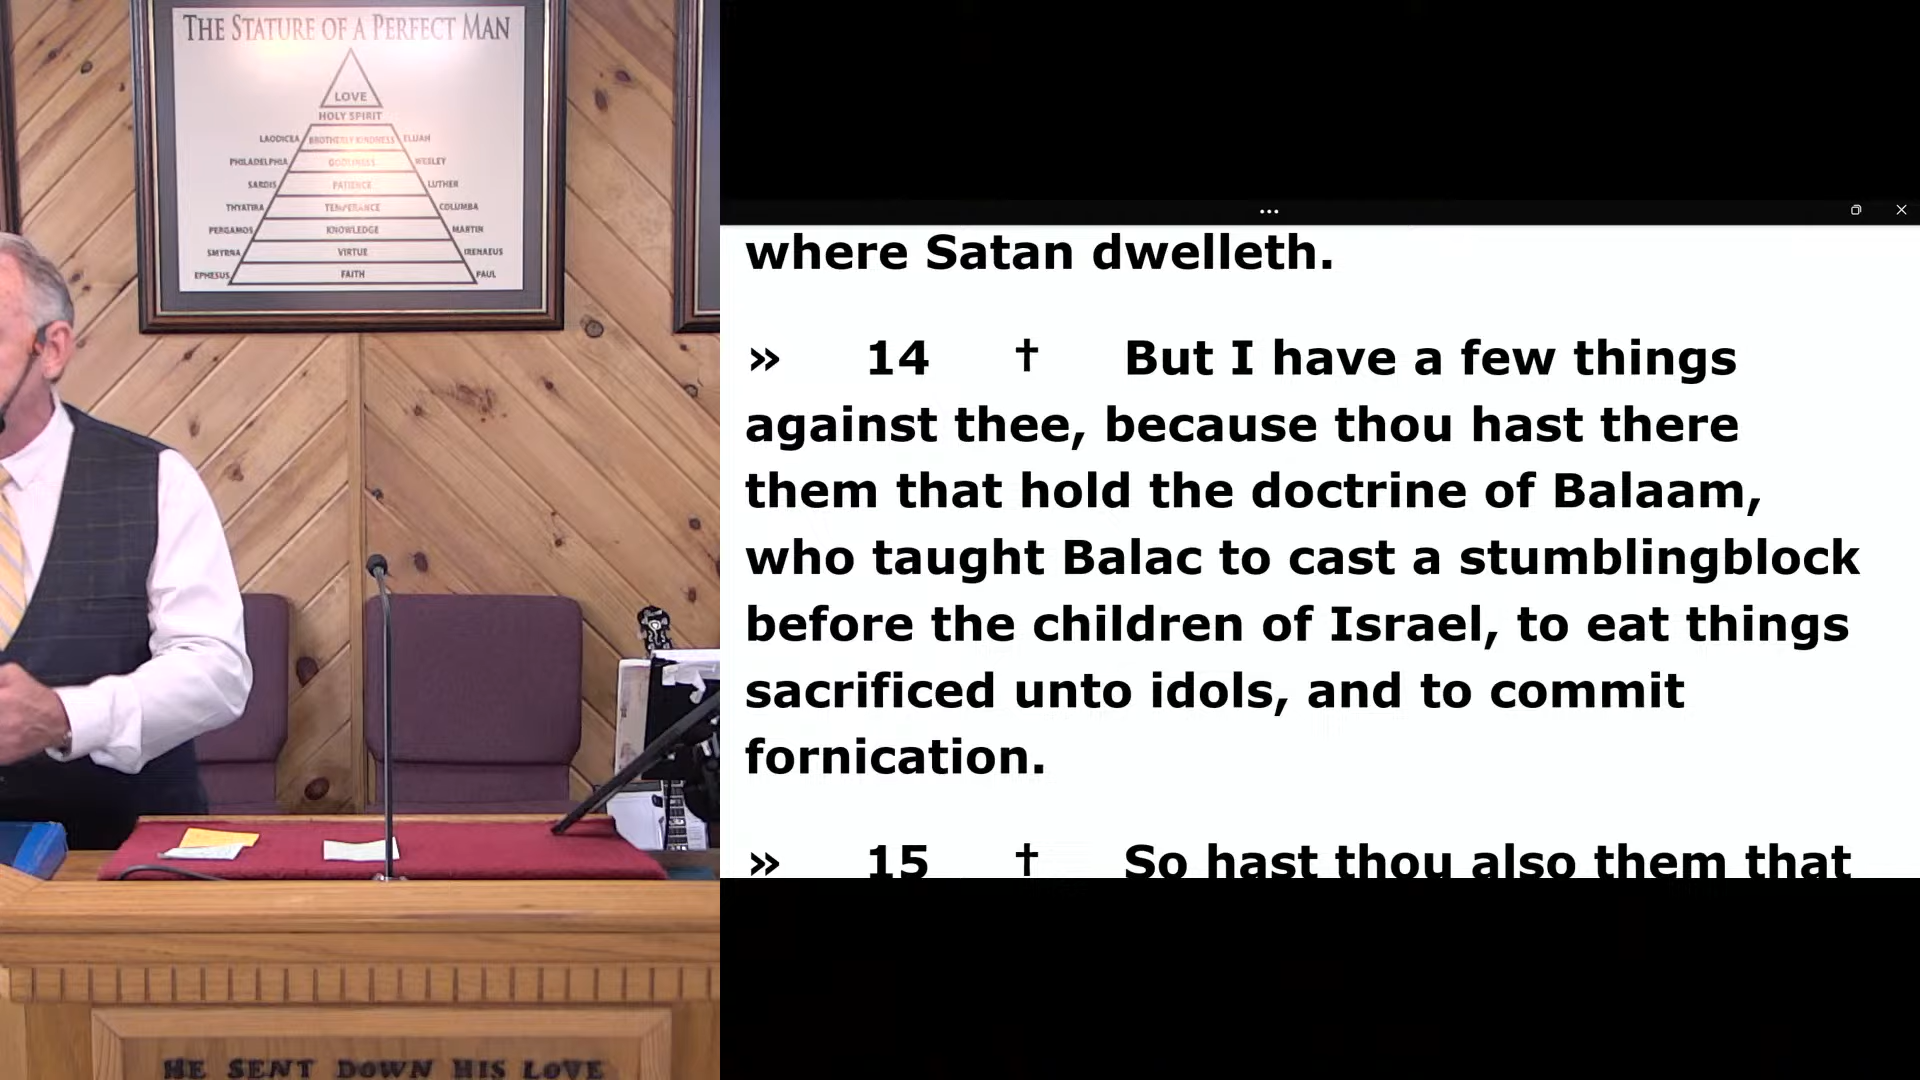 THE STATURE OF A PERFECT MAN
LOVE
HOLY SPIRIT
LAODICEA BROTHERLY KINDNESS ELIJAH
PHILADELPHIA GODLINESS WESLEY
SARDIS PATIENCE LUTHER
THYATIRA TEMPERANCE COLUMBA
PERGAMOS KNOWLEDGE MARTIN
SMYRNA VIRTUE IRENAEUS
EPHESUS FAITH PAUL
HE SENT DOWN HIS LOVE
where Satan dwelleth.
» 14 † But I have a few things
against thee, because thou hast there
them that hold the doctrine of Balaam,
who taught Balac to cast a stumblingblock
before the children of Israel, to eat things
sacrificed unto idols, and to commit
fornication.
» 15 † So hast thou also them that